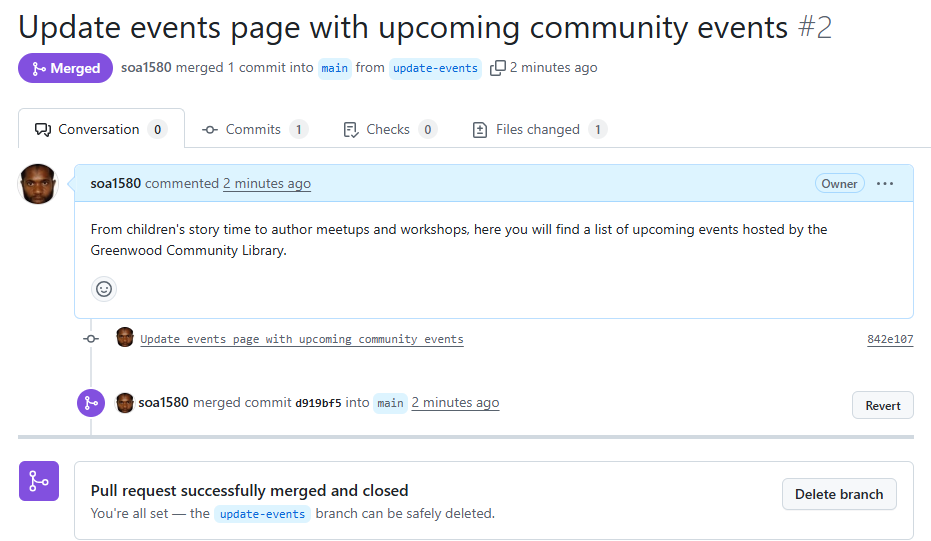 Update events page with upcoming community events #2
Merged soa1580 merged 1 commit into main from update-events 2 minutes ago
Conversation 0 Commits 1 Checks 0 Files changed 1
soa1580 commented 2 minutes ago Owner
From children's story time to author meetups and workshops, here you will find a list of upcoming events hosted by the
Greenwood Community Library.
Update events page with upcoming community events 842e107
soa1580 merged commit d919bf5 into main 2 minutes ago Revert
Pull request successfully merged and closed
You're all set — the update-events branch can be safely deleted.
Delete branch